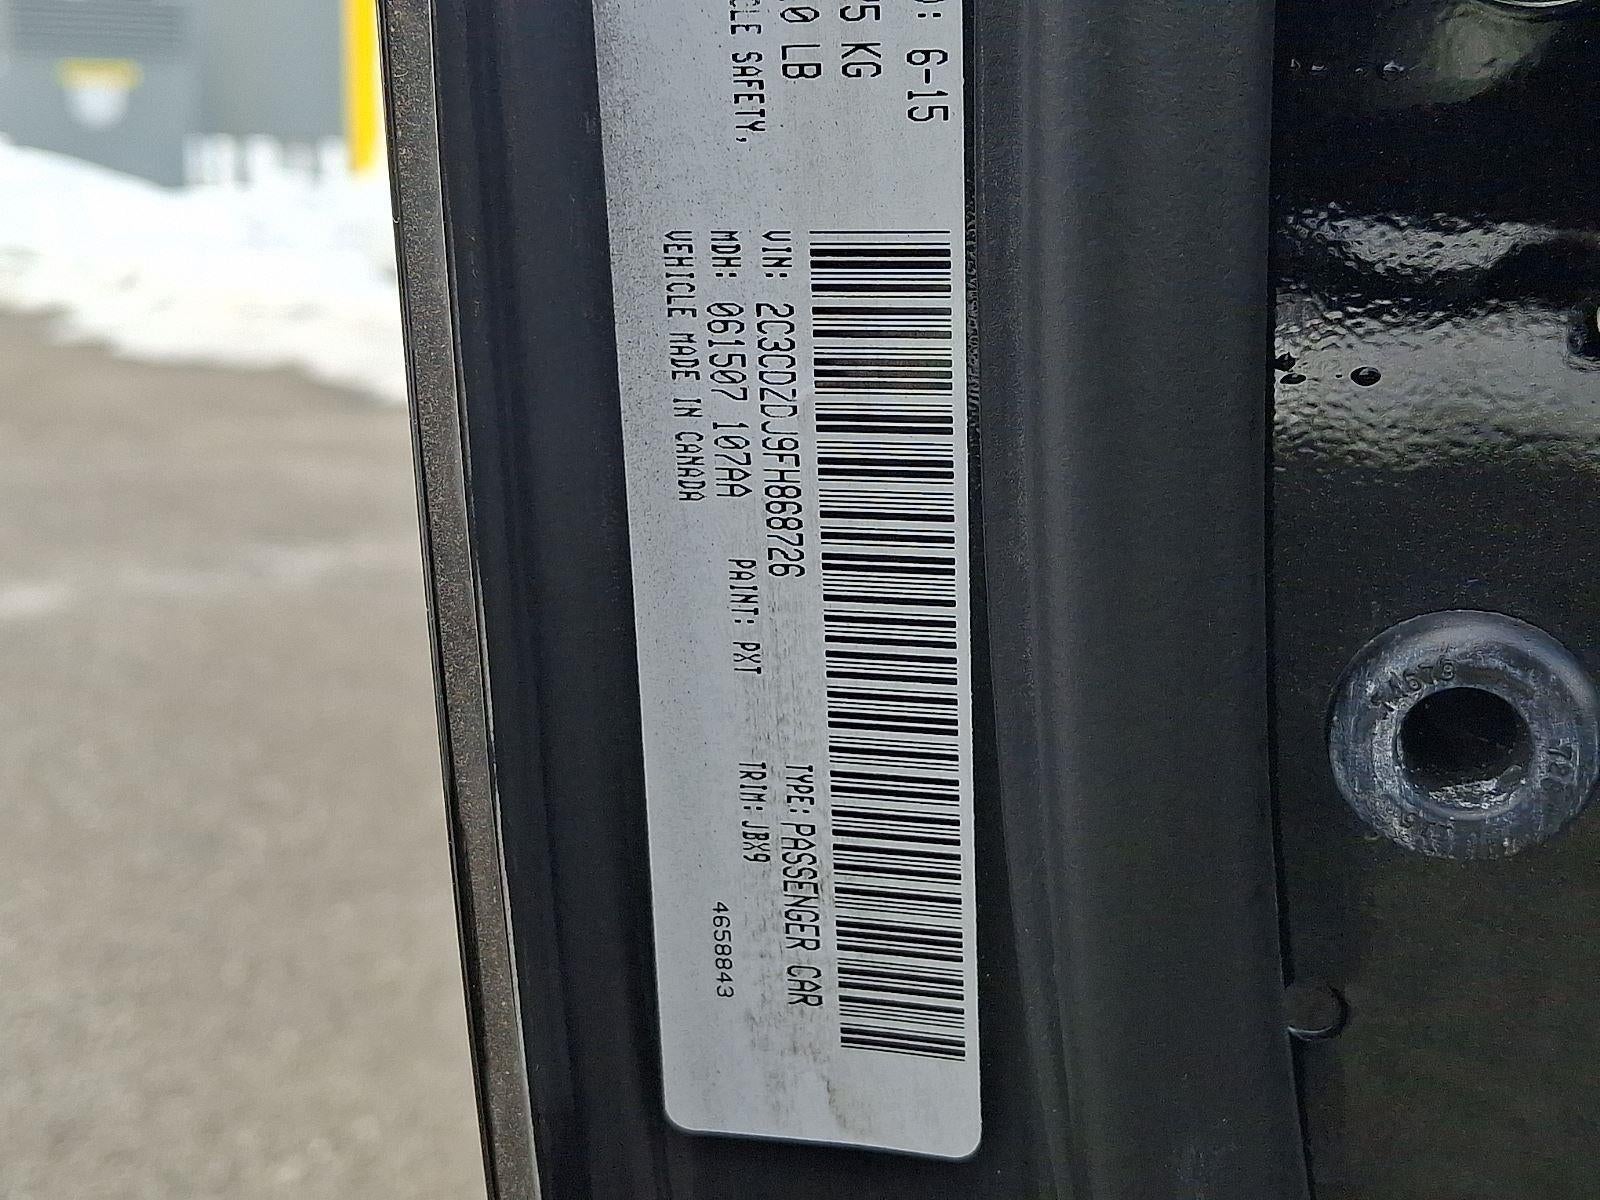 D: 6-15
5 KG
0 LB
CLE SAFETY,
VIN: 2C3CDZDJ9FH868726
TYPE: PASSENGER CAR
MDH: 061507 107AA
PAINT: PXT
TRIM: JBX9
VEHICLE MADE IN CANADA
4658843